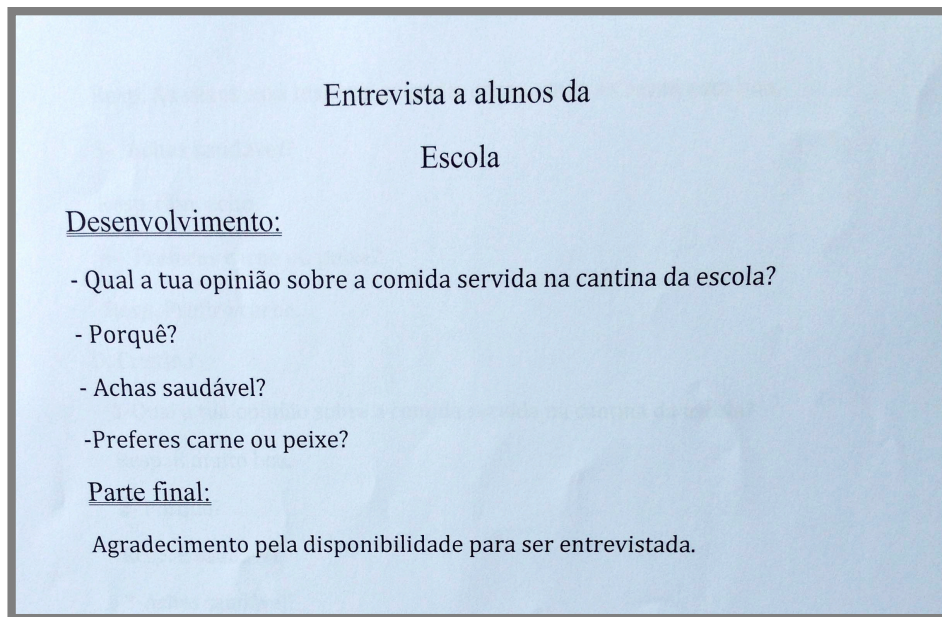 Entrevista a alunos da
Escola
Desenvolvimento:
- Qual a tua opinião sobre a comida servida na cantina da escola?
- Porquê?
- Achas saudável?
-Preferes carne ou peixe?
Parte final:
Agradecimento pela disponibilidade para ser entrevistada.